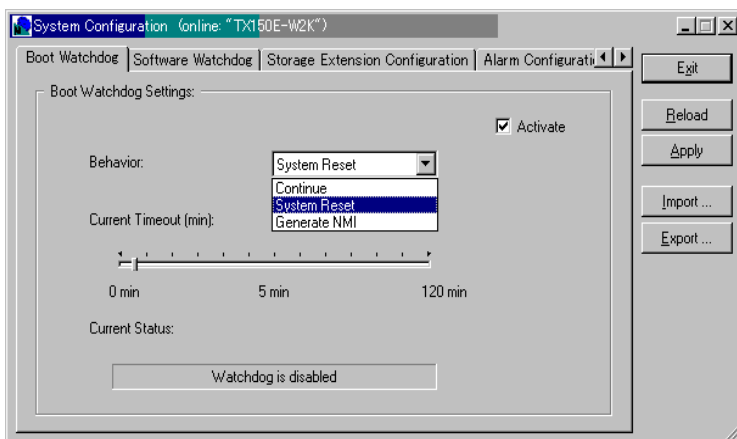 System Configuration (online: "TX150E-W2K")
Boot Watchdog Software Watchdog Storage Extension Configuration Alarm Configurati
Exit
Boot Watchdog Settings:
Reload
Activate
Apply
Behavior:
System Reset
Continue
System Reset
Generate NMI
Import ...
Current Timeout (min):
Export ...
0 min 5 min 120 min
Current Status:
Watchdog is disabled